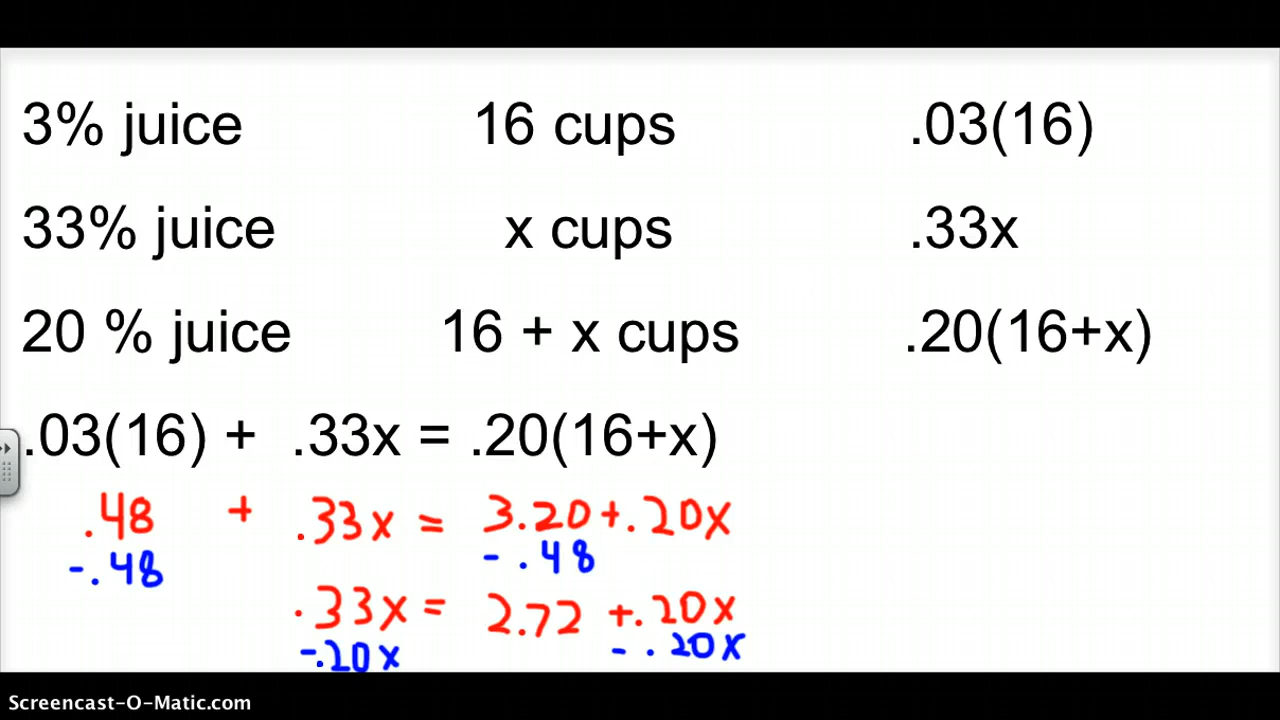 3% juice 16 cups .03(16)
33% juice x cups .33x
20 % juice 16 + x cups .20(16+x)
.03(16) + .33x = .20(16+x)
.48 + .33x = 3.20+.20x
-.48 - .48
.33x = 2.72 +.20x
-.20x - .20x
Screencast-O-Matic.com